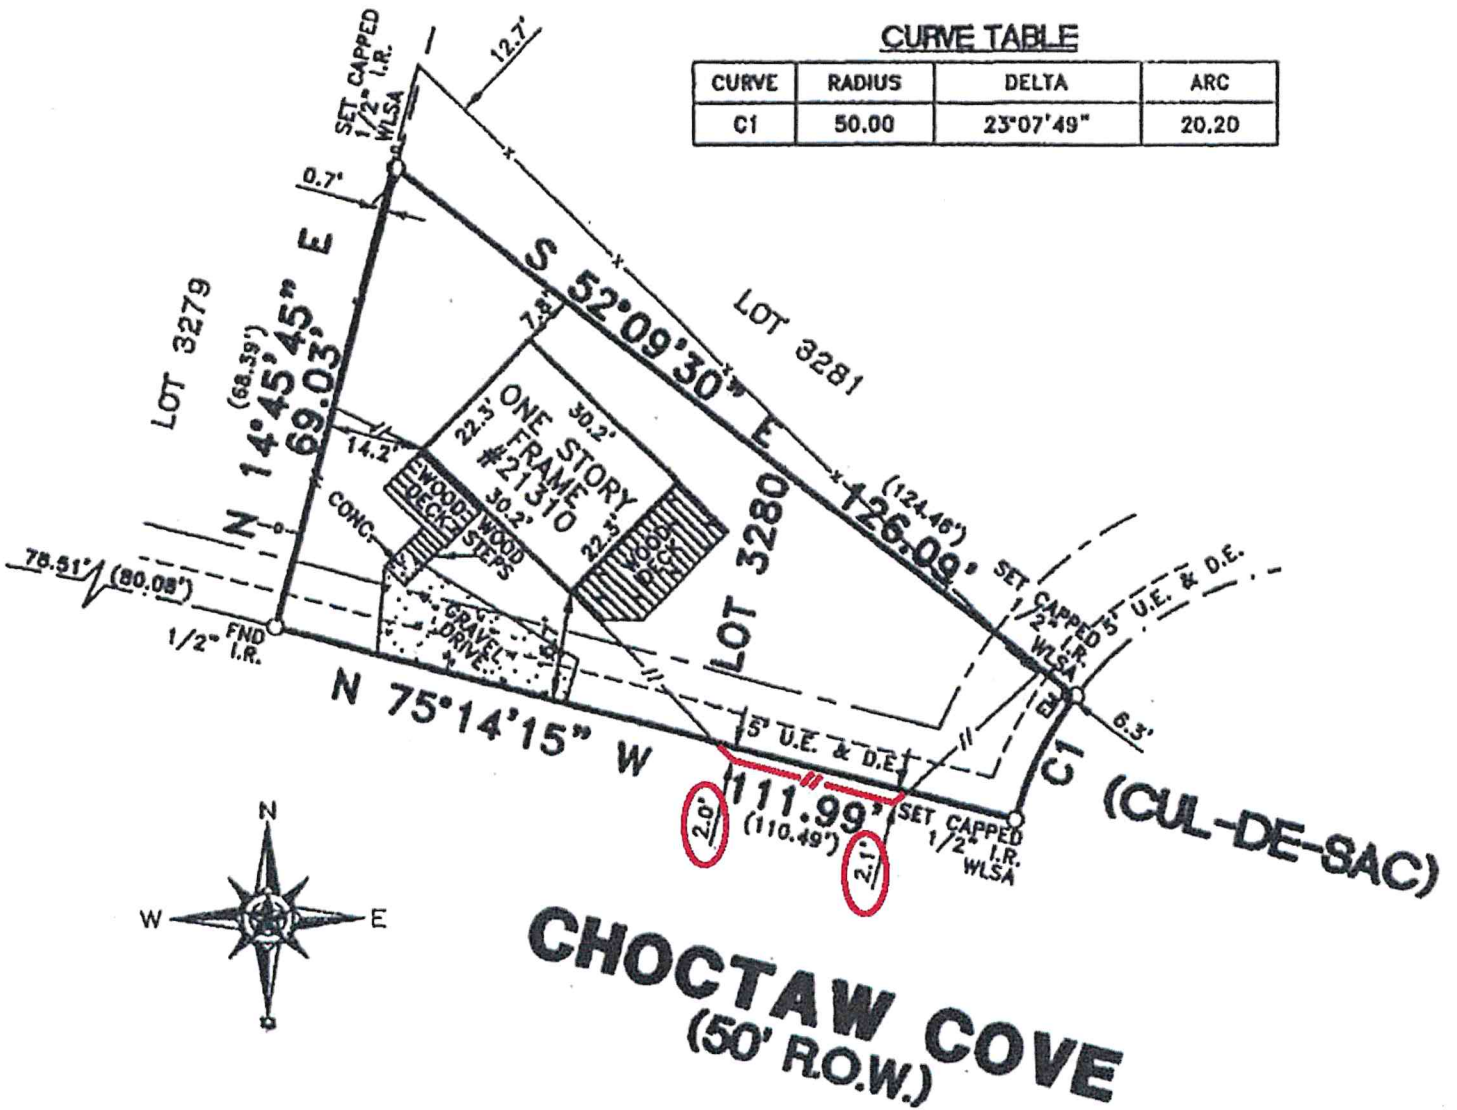 CURVE TABLE
CURVE RADIUS DELTA ARC
C1 50.00 23°07'49" 20.20
SET CAPPED
1/2" I.R.
WLSA
12.7'
0.7'
LOT 3279
N 14°45'45" E
69.03'
(68.39')
S 52°09'30" E
126.09'
(124.46')
LOT 3281
7.8'
ONE STORY
FRAME
#21310
30.2'
22.3'
30.2'
22.3'
14.2'
WOOD
DECK
WOOD
STEPS
WOOD
DECK
CONC.
GRAVEL
DRIVE
LOT 3280
78.51' (80.08')
FND
1/2" I.R.
N 75°14'15" W
111.99'
(110.49')
5' U.E. & D.E.
2.0'
2.1'
SET CAPPED
1/2" I.R.
WLSA
SET CAPPED
1/2" I.R.
WLSA
5' U.E. & D.E.
EM
6.3'
C1
(CUL-DE-SAC)
N
W E
CHOCTAW COVE
(50' R.O.W.)